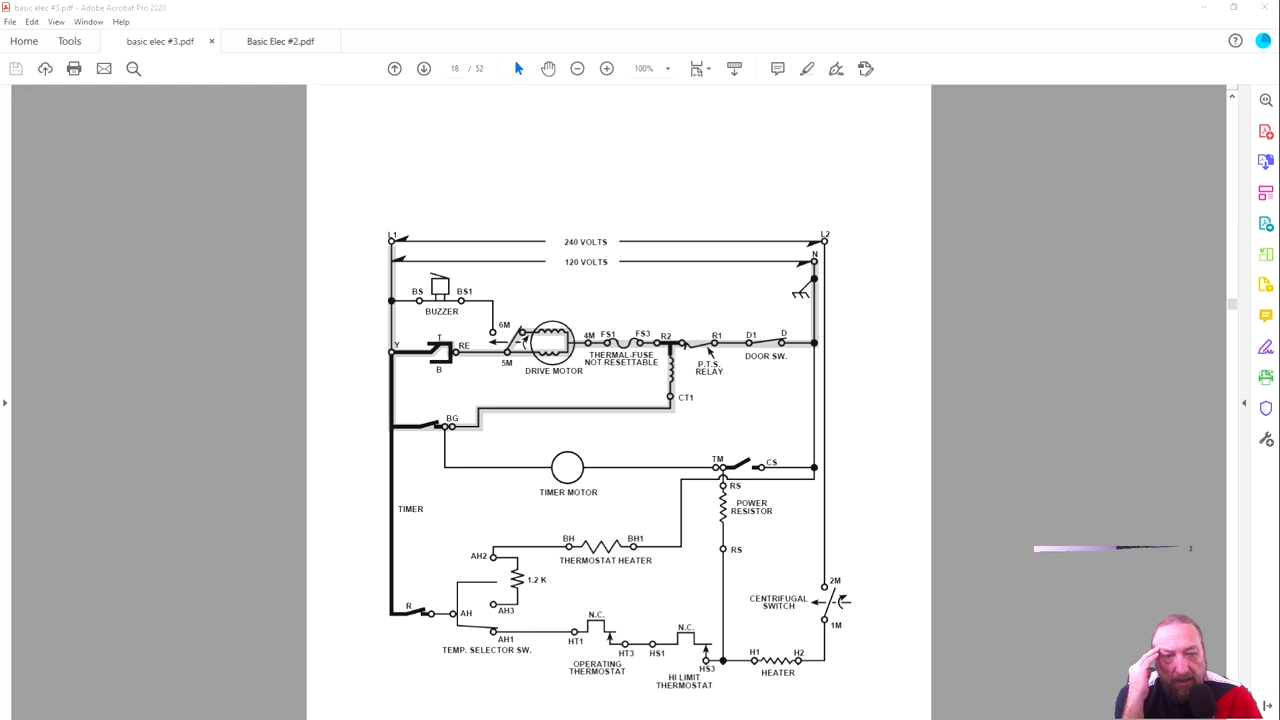 basic elec #3.pdf - Adobe Acrobat Pro 2020
File Edit View Window Help
Home Tools basic elec #3.pdf × Basic Elec #2.pdf
18 / 52 100%
L1 L2
240 VOLTS
N
120 VOLTS
BS BS1
BUZZER
6M
Y T RE 4M FS1 FS3 R2 R1 D1 D
THERMAL-FUSE
NOT RESETTABLE
DOOR SW.
B 5M DRIVE MOTOR
P.T.S.
RELAY
CT1
BG
TM CS
TIMER MOTOR
RS
POWER
RESISTOR
TIMER
BH BH1
RS
AH2
THERMOSTAT HEATER
1.2 K
2M
CENTRIFUGAL
SWITCH
R AH AH3
N.C.
1M
N.C.
AH1 HT1
HT3 HS1
TEMP. SELECTOR SW.
H1 H2
OPERATING
THERMOSTAT
HS3
HEATER
HI LIMIT
THERMOSTAT